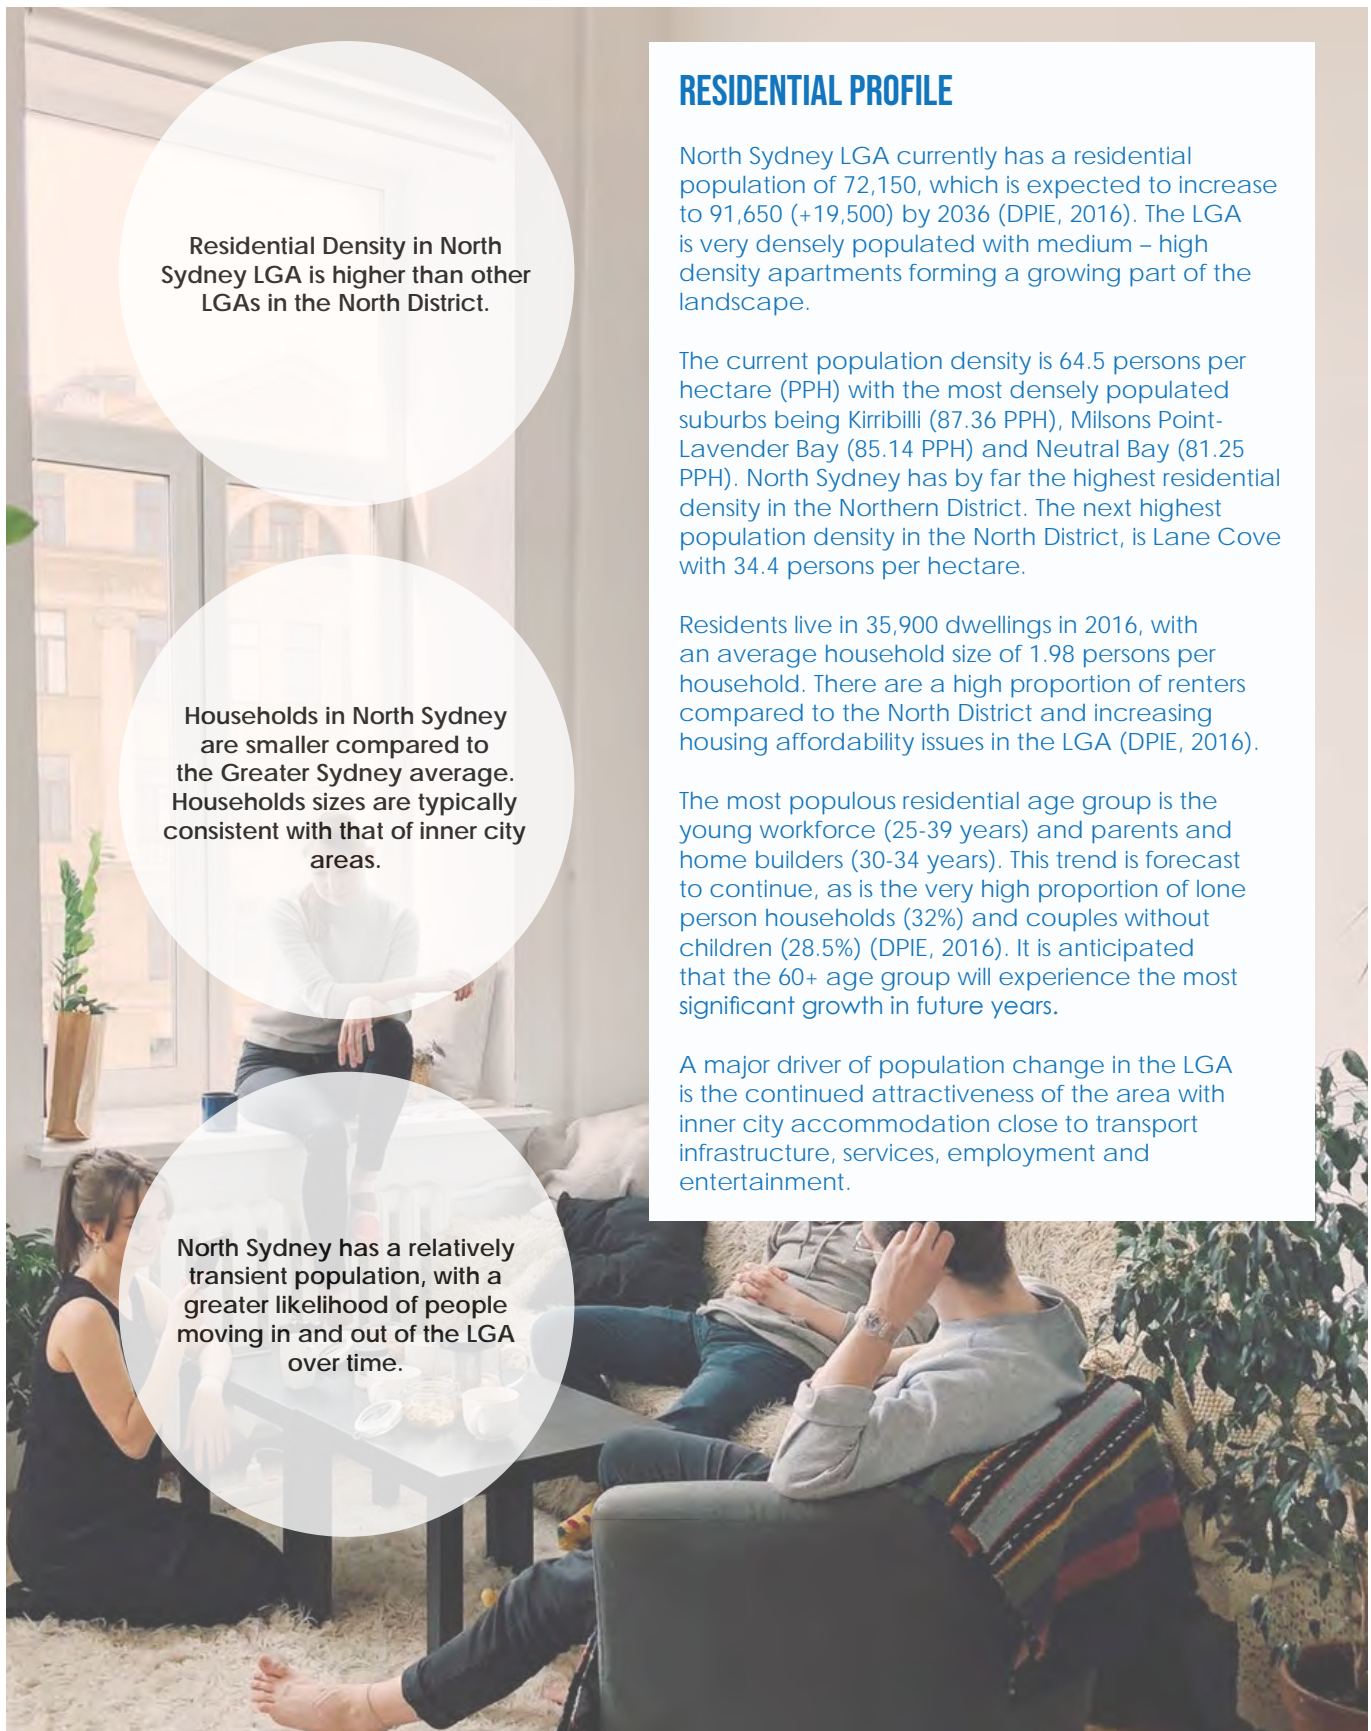 Residential Density in North
Sydney LGA is higher than other
LGAs in the North District.
Households in North Sydney
are smaller compared to
the Greater Sydney average.
Households sizes are typically
consistent with that of inner city
areas.
North Sydney has a relatively
transient population, with a
greater likelihood of people
moving in and out of the LGA
over time.
RESIDENTIAL PROFILE
North Sydney LGA currently has a residential
population of 72,150, which is expected to increase
to 91,650 (+19,500) by 2036 (DPIE, 2016). The LGA
is very densely populated with medium – high
density apartments forming a growing part of the
landscape.
The current population density is 64.5 persons per
hectare (PPH) with the most densely populated
suburbs being Kirribilli (87.36 PPH), Milsons Point-
Lavender Bay (85.14 PPH) and Neutral Bay (81.25
PPH). North Sydney has by far the highest residential
density in the Northern District. The next highest
population density in the North District, is Lane Cove
with 34.4 persons per hectare.
Residents live in 35,900 dwellings in 2016, with
an average household size of 1.98 persons per
household. There are a high proportion of renters
compared to the North District and increasing
housing affordability issues in the LGA (DPIE, 2016).
The most populous residential age group is the
young workforce (25-39 years) and parents and
home builders (30-34 years). This trend is forecast
to continue, as is the very high proportion of lone
person households (32%) and couples without
children (28.5%) (DPIE, 2016). It is anticipated
that the 60+ age group will experience the most
significant growth in future years.
A major driver of population change in the LGA
is the continued attractiveness of the area with
inner city accommodation close to transport
infrastructure, services, employment and
entertainment.